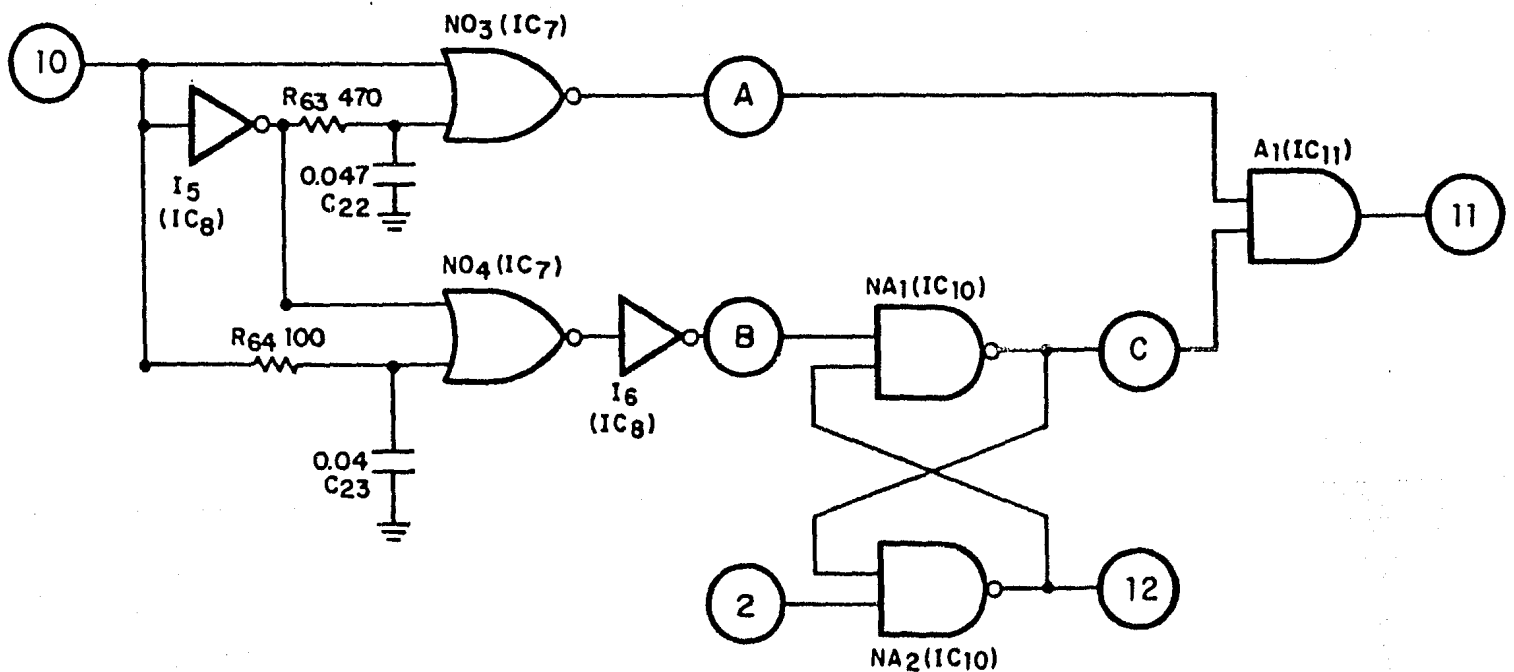 NO3 (IC7)
10
R63 470
A
A1(IC11)
I5
(IC8)
0.047
C22
11
NO4 (IC7)
NA1(IC10)
R64 100
B
C
I6
(IC8)
0.04
C23
2
12
NA2(IC10)